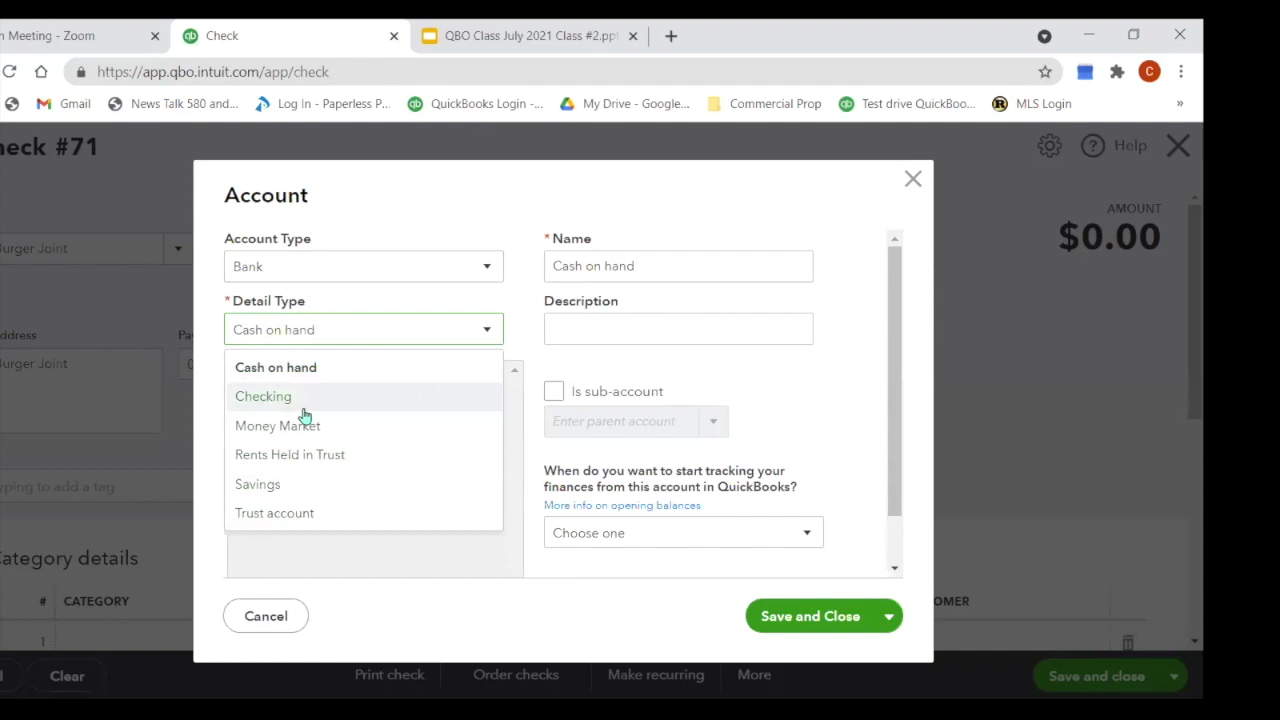 Meeting - Zoom
Check
QBO Class July 2021 Class #2.ppt
https://app.qbo.intuit.com/app/check
Gmail
News Talk 580 and...
Log In - Paperless P...
QuickBooks Login -...
My Drive - Google...
Commercial Prop
Test drive QuickBoo...
MLS Login
»
C
eck #71
Help
AMOUNT
$0.00
urger Joint
ddress
Pa
urger Joint
0
yping to add a tag
ategory details
# CATEGORY
OMER
1
Account
Account Type
Bank
* Detail Type
Cash on hand
Cash on hand
Checking
Money Market
Rents Held in Trust
Savings
Trust account
* Name
Cash on hand
Description
Is sub-account
Enter parent account
When do you want to start tracking your
finances from this account in QuickBooks?
More info on opening balances
Choose one
Cancel
Save and Close
Clear
Print check
Order checks
Make recurring
More
Save and close